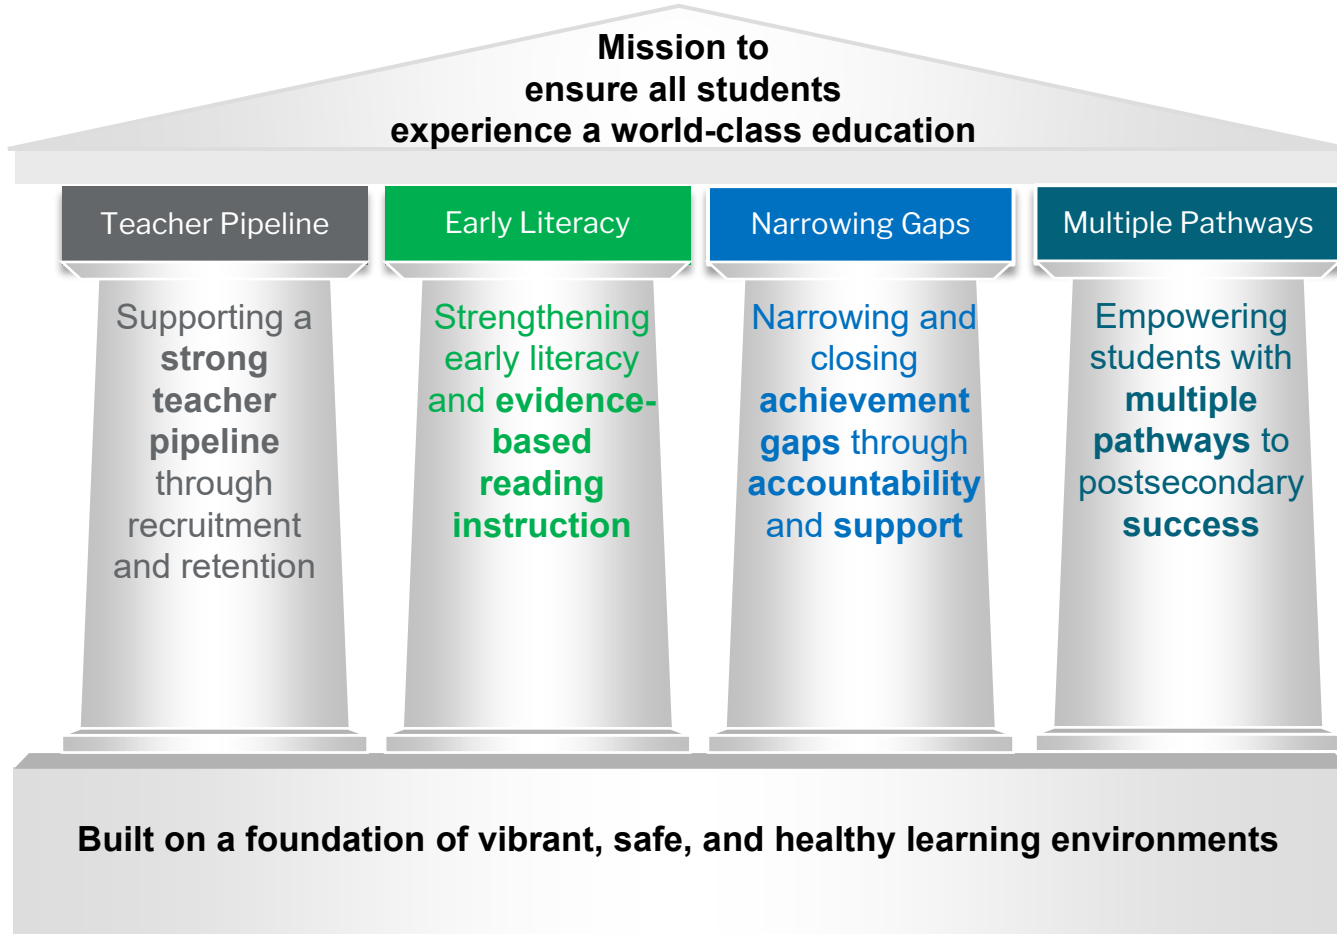 Mission to
ensure all students
experience a world-class education
Teacher Pipeline
Supporting a
strong
teacher
pipeline
through
recruitment
and retention
Early Literacy
Strengthening
early literacy
and evidence-
based
reading
instruction
Narrowing Gaps
Narrowing and
closing
achievement
gaps through
accountability
and support
Multiple Pathways
Empowering
students with
multiple
pathways to
postsecondary
success
Built on a foundation of vibrant, safe, and healthy learning environments